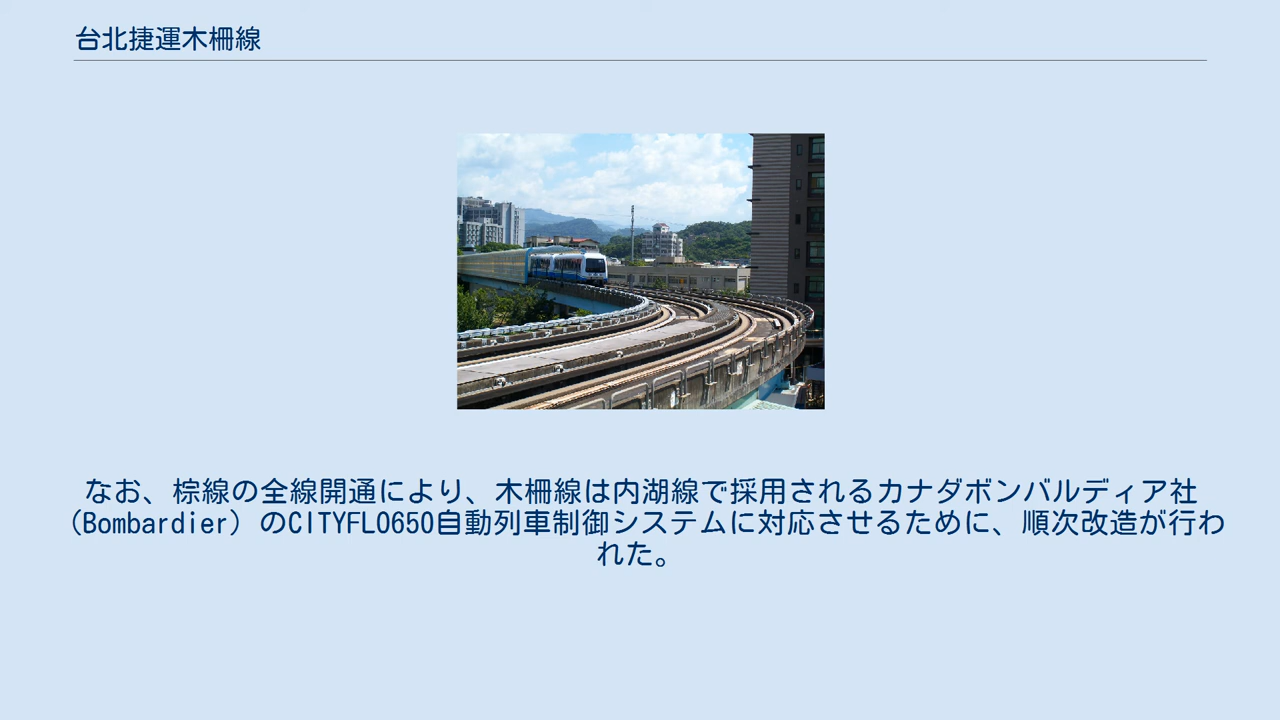 台北捷運木柵線
なお、棕線の全線開通により、木柵線は内湖線で採用されるカナダボンバルディア社
(Bombardier) のCITYFLO650自動列車制御システムに対応させるために、順次改造が行わ
れた。